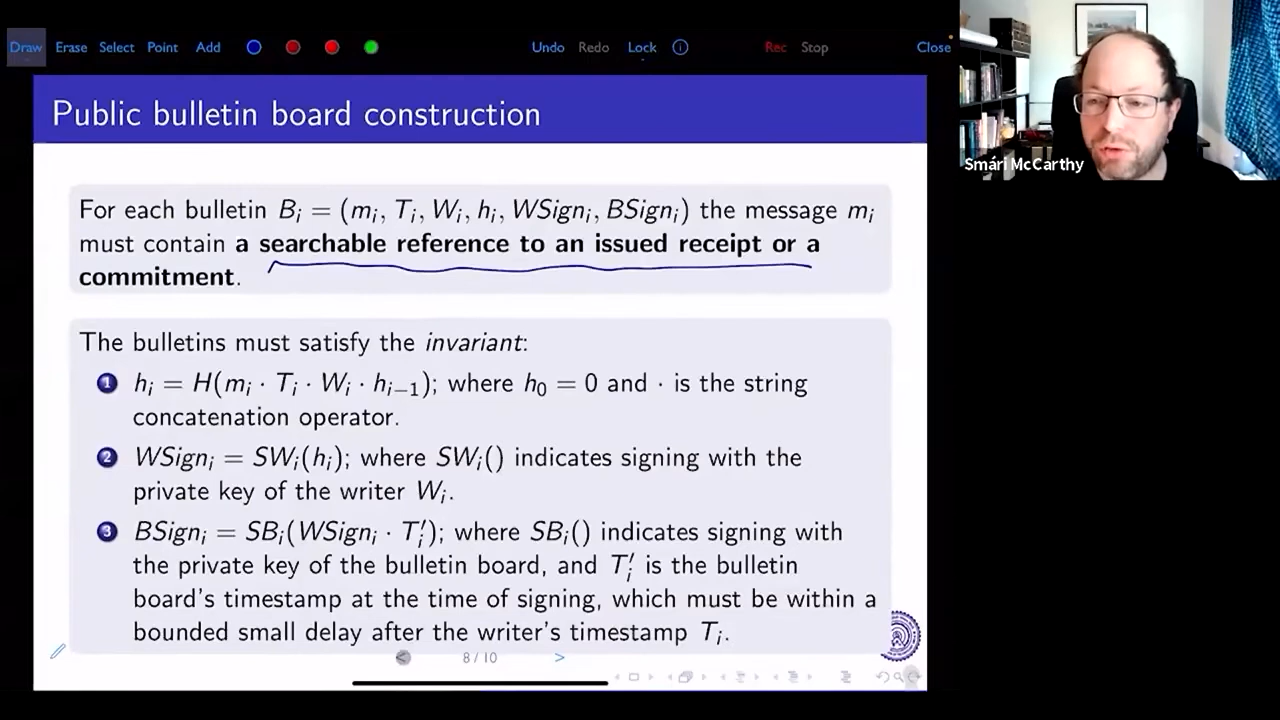 Draw Erase Select Point Add Undo Redo Lock Rec Stop Close
Public bulletin board construction
Smári McCarthy
For each bulletin Bᵢ = (mᵢ, Tᵢ, Wᵢ, hᵢ, WSignᵢ, BSignᵢ) the message mᵢ
must contain a searchable reference to an issued receipt or a
commitment.
The bulletins must satisfy the invariant:
1 hᵢ = H(mᵢ · Tᵢ · Wᵢ · hᵢ₋₁); where h₀ = 0 and · is the string
concatenation operator.
2 WSignᵢ = SWᵢ(hᵢ); where SWᵢ() indicates signing with the
private key of the writer Wᵢ.
3 BSignᵢ = SBᵢ(WSignᵢ · T′ᵢ); where SBᵢ() indicates signing with
the private key of the bulletin board, and T′ᵢ is the bulletin
board's timestamp at the time of signing, which must be within a
bounded small delay after the writer's timestamp Tᵢ.
< 8 / 10 >